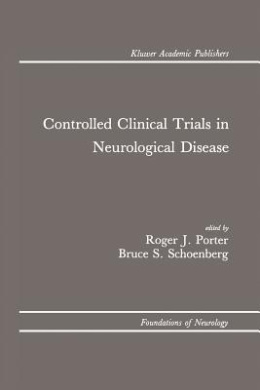 Kluwer Academic Publishers
Controlled Clinical Trials in
Neurological Disease
edited by
Roger J. Porter
Bruce S. Schoenberg
Foundations of Neurology